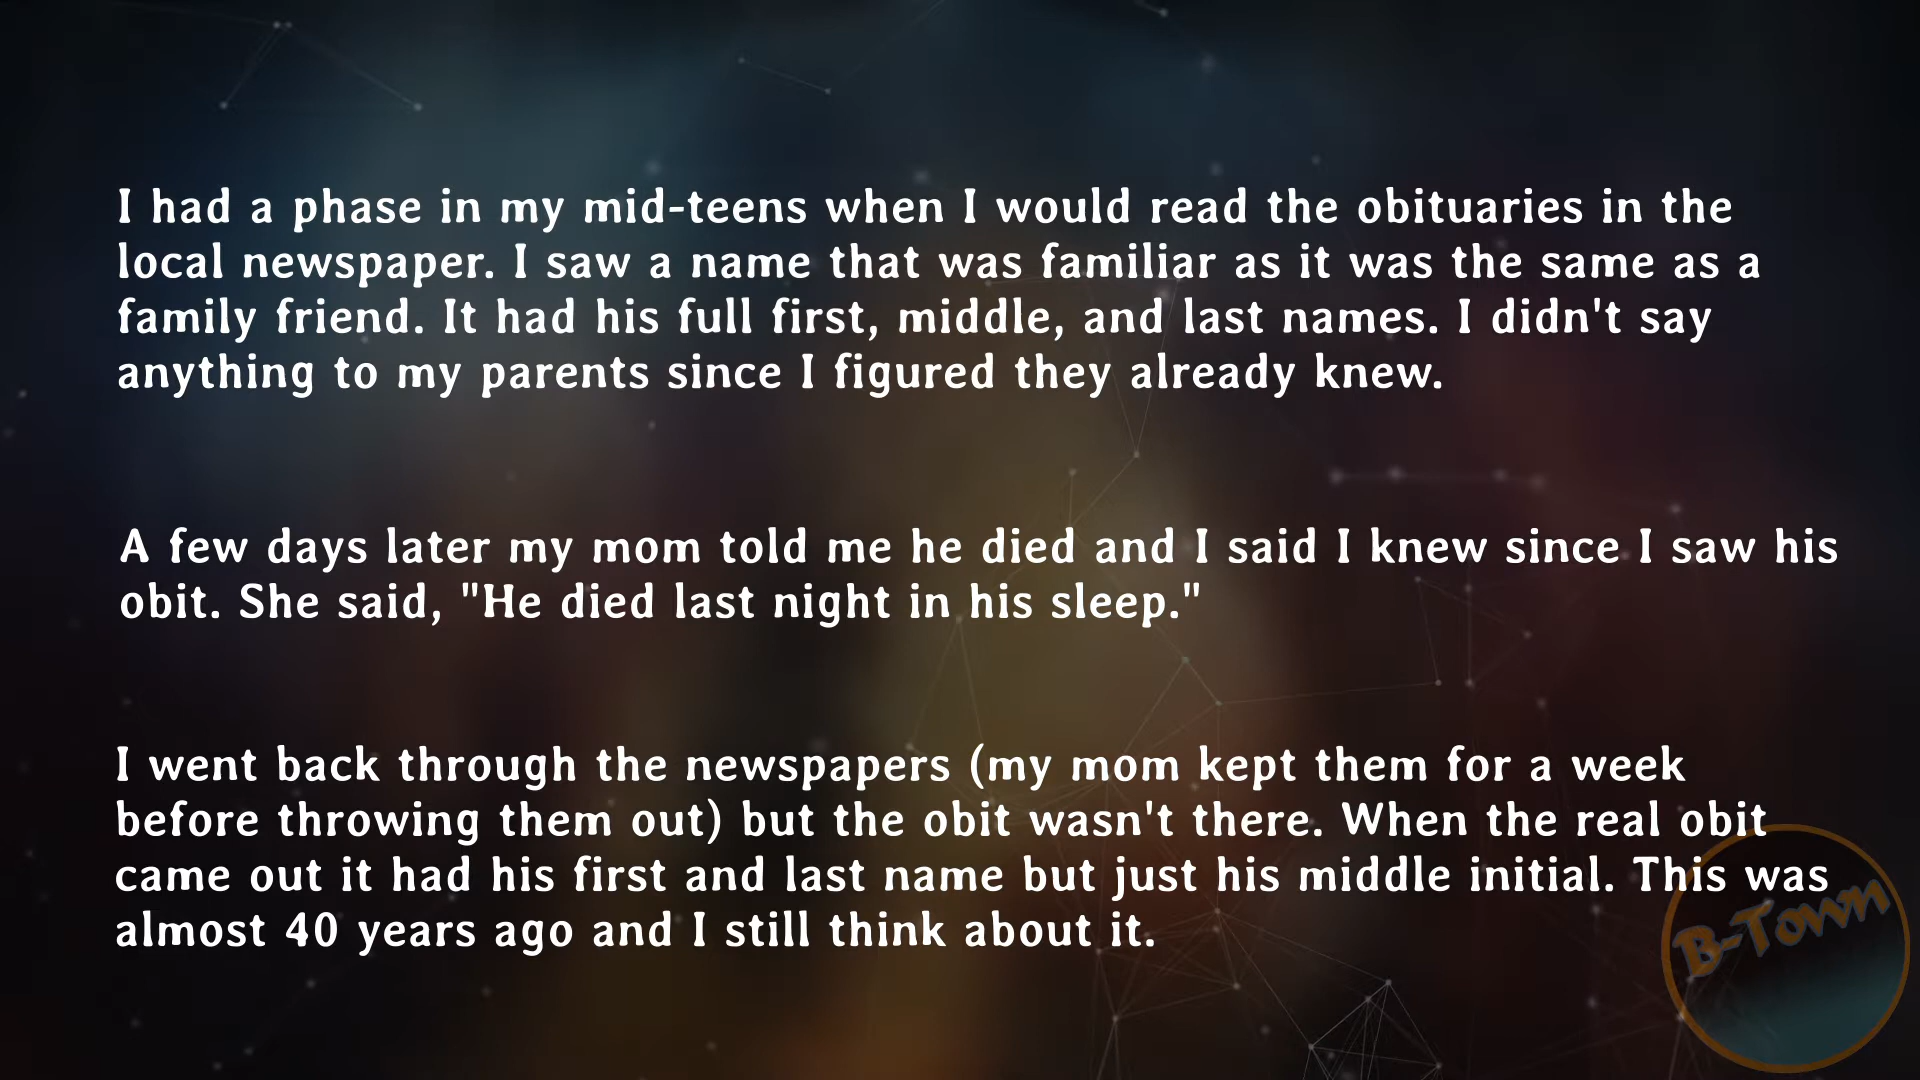 I had a phase in my mid-teens when I would read the obituaries in the
local newspaper. I saw a name that was familiar as it was the same as a
family friend. It had his full first, middle, and last names. I didn't say
anything to my parents since I figured they already knew.
A few days later my mom told me he died and I said I knew since I saw his
obit. She said, "He died last night in his sleep."
I went back through the newspapers (my mom kept them for a week
before throwing them out) but the obit wasn't there. When the real obit
came out it had his first and last name but just his middle initial. This was
almost 40 years ago and I still think about it.
B-Town